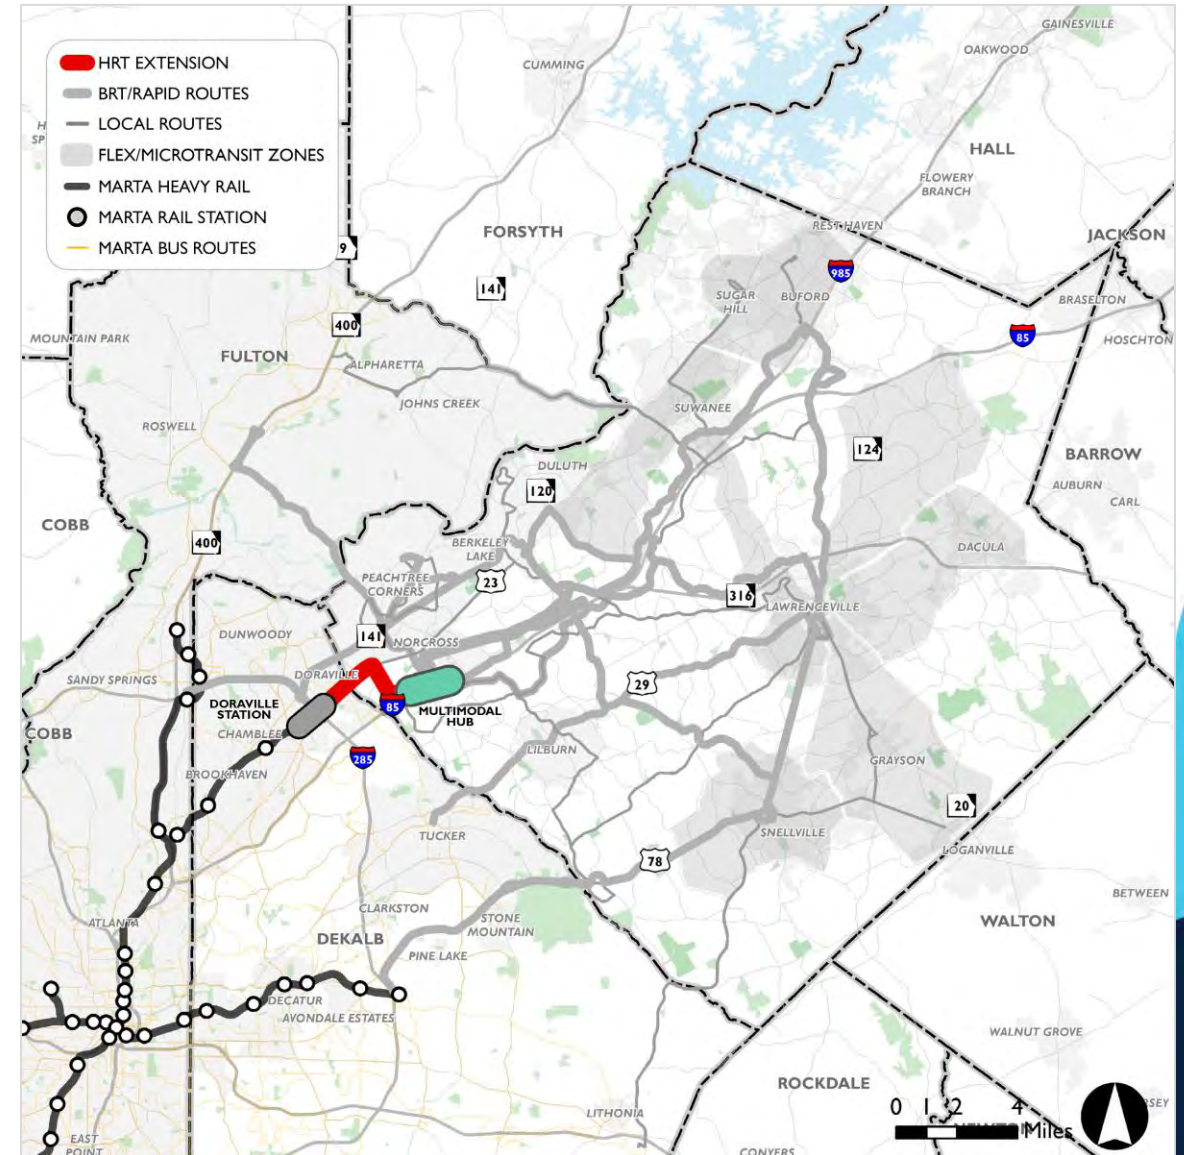 HRT EXTENSION
BRT/RAPID ROUTES
LOCAL ROUTES
FLEX/MICROTRANSIT ZONES
MARTA HEAVY RAIL
MARTA RAIL STATION
MARTA BUS ROUTES
GAINESVILLE
OAKWOOD
CUMMING
HALL
FLOWERY
BRANCH
REST HAVEN
FORSYTH
JACKSON
9
985
141
SUGAR
HILL
BUFORD
BRASELTON
400
85
HOSCHTON
MOUNTAIN PARK
FULTON
ALPHARETTA
JOHNS CREEK
SUWANEE
ROSWELL
124
BARROW
DULUTH
120
AUBURN
CARL
COBB
400
BERKELEY
LAKE
DACULA
PEACHTREE
CORNERS
23
316
LAWRENCEVILLE
DUNWOODY
141
NORCROSS
SANDY SPRINGS
DORAVILLE
29
DORAVILLE
STATION
85
MULTIMODAL
HUB
CHAMBLEE
COBB
285
LILBURN
GRAYSON
BROOKHAVEN
20
TUCKER
SNELLVILLE
LOGANVILLE
78
BETWEEN
ATLANTA
CLARKSTON
STONE
MOUNTAIN
WALTON
DEKALB
PINE LAKE
DECATUR
AVONDALE ESTATES
WALNUT GROVE
ROCKDALE
LITHONIA
0 1 2 4
Miles
EAST
POINT
CONYERS